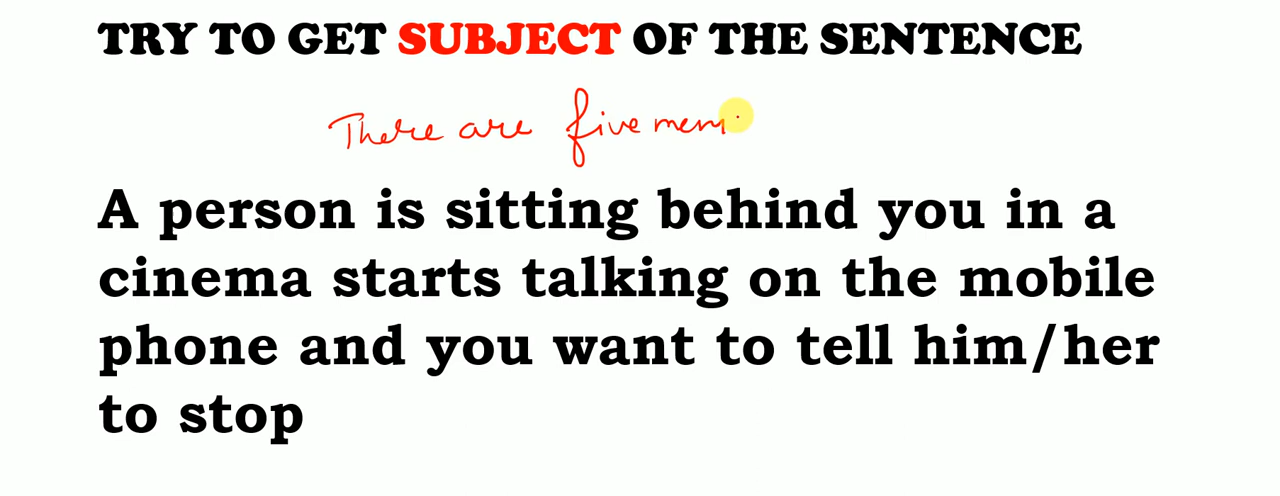 TRY TO GET SUBJECT OF THE SENTENCE
There are five mem
A person is sitting behind you in a
cinema starts talking on the mobile
phone and you want to tell him/her
to stop